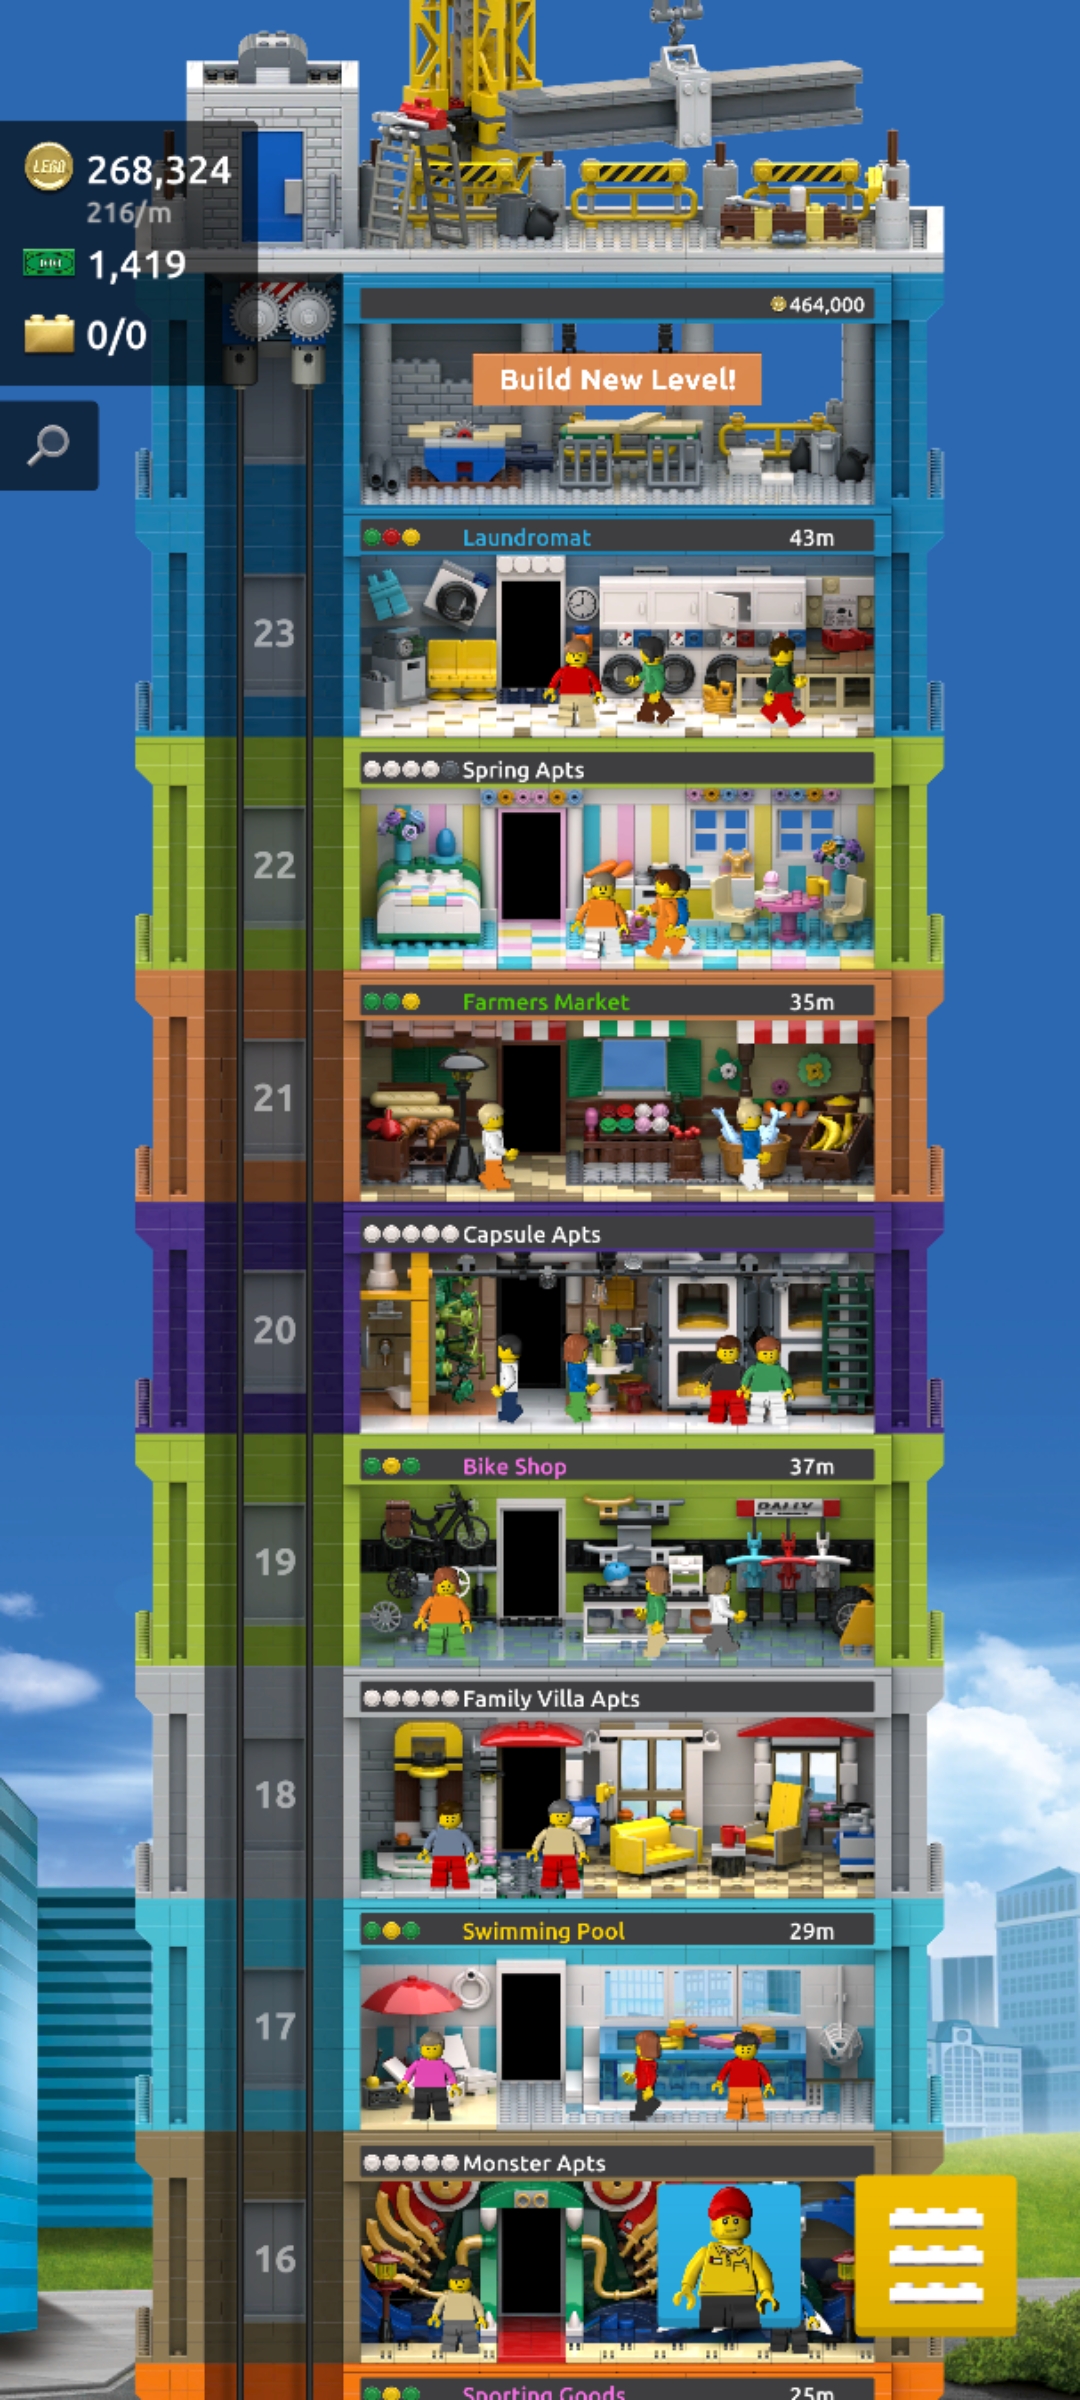 LEGO
268,324
216/m
1,419
0/0
464,000
Build New Level!
Laundromat 43m
23
Spring Apts
22
Farmers Market 35m
21
Capsule Apts
20
Bike Shop 37m
RALLY
19
Family Villa Apts
18
Swimming Pool 29m
17
Monster Apts
16
Sporting Goods 25m